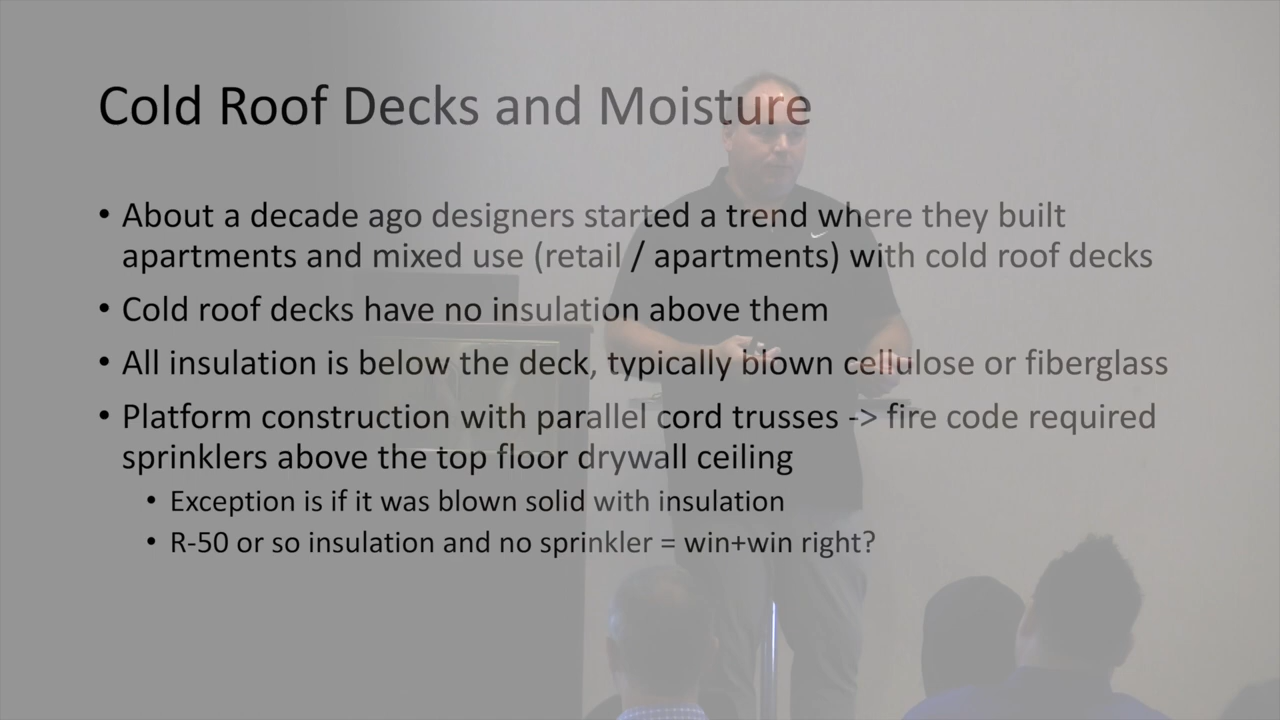 Cold Roof Decks and Moisture
• About a decade ago designers started a trend where they built
apartments and mixed use (retail / apartments) with cold roof decks
• Cold roof decks have no insulation above them
• All insulation is below the deck, typically blown cellulose or fiberglass
• Platform construction with parallel cord trusses -> fire code required
sprinklers above the top floor drywall ceiling
• Exception is if it was blown solid with insulation
• R-50 or so insulation and no sprinkler = win+win right?